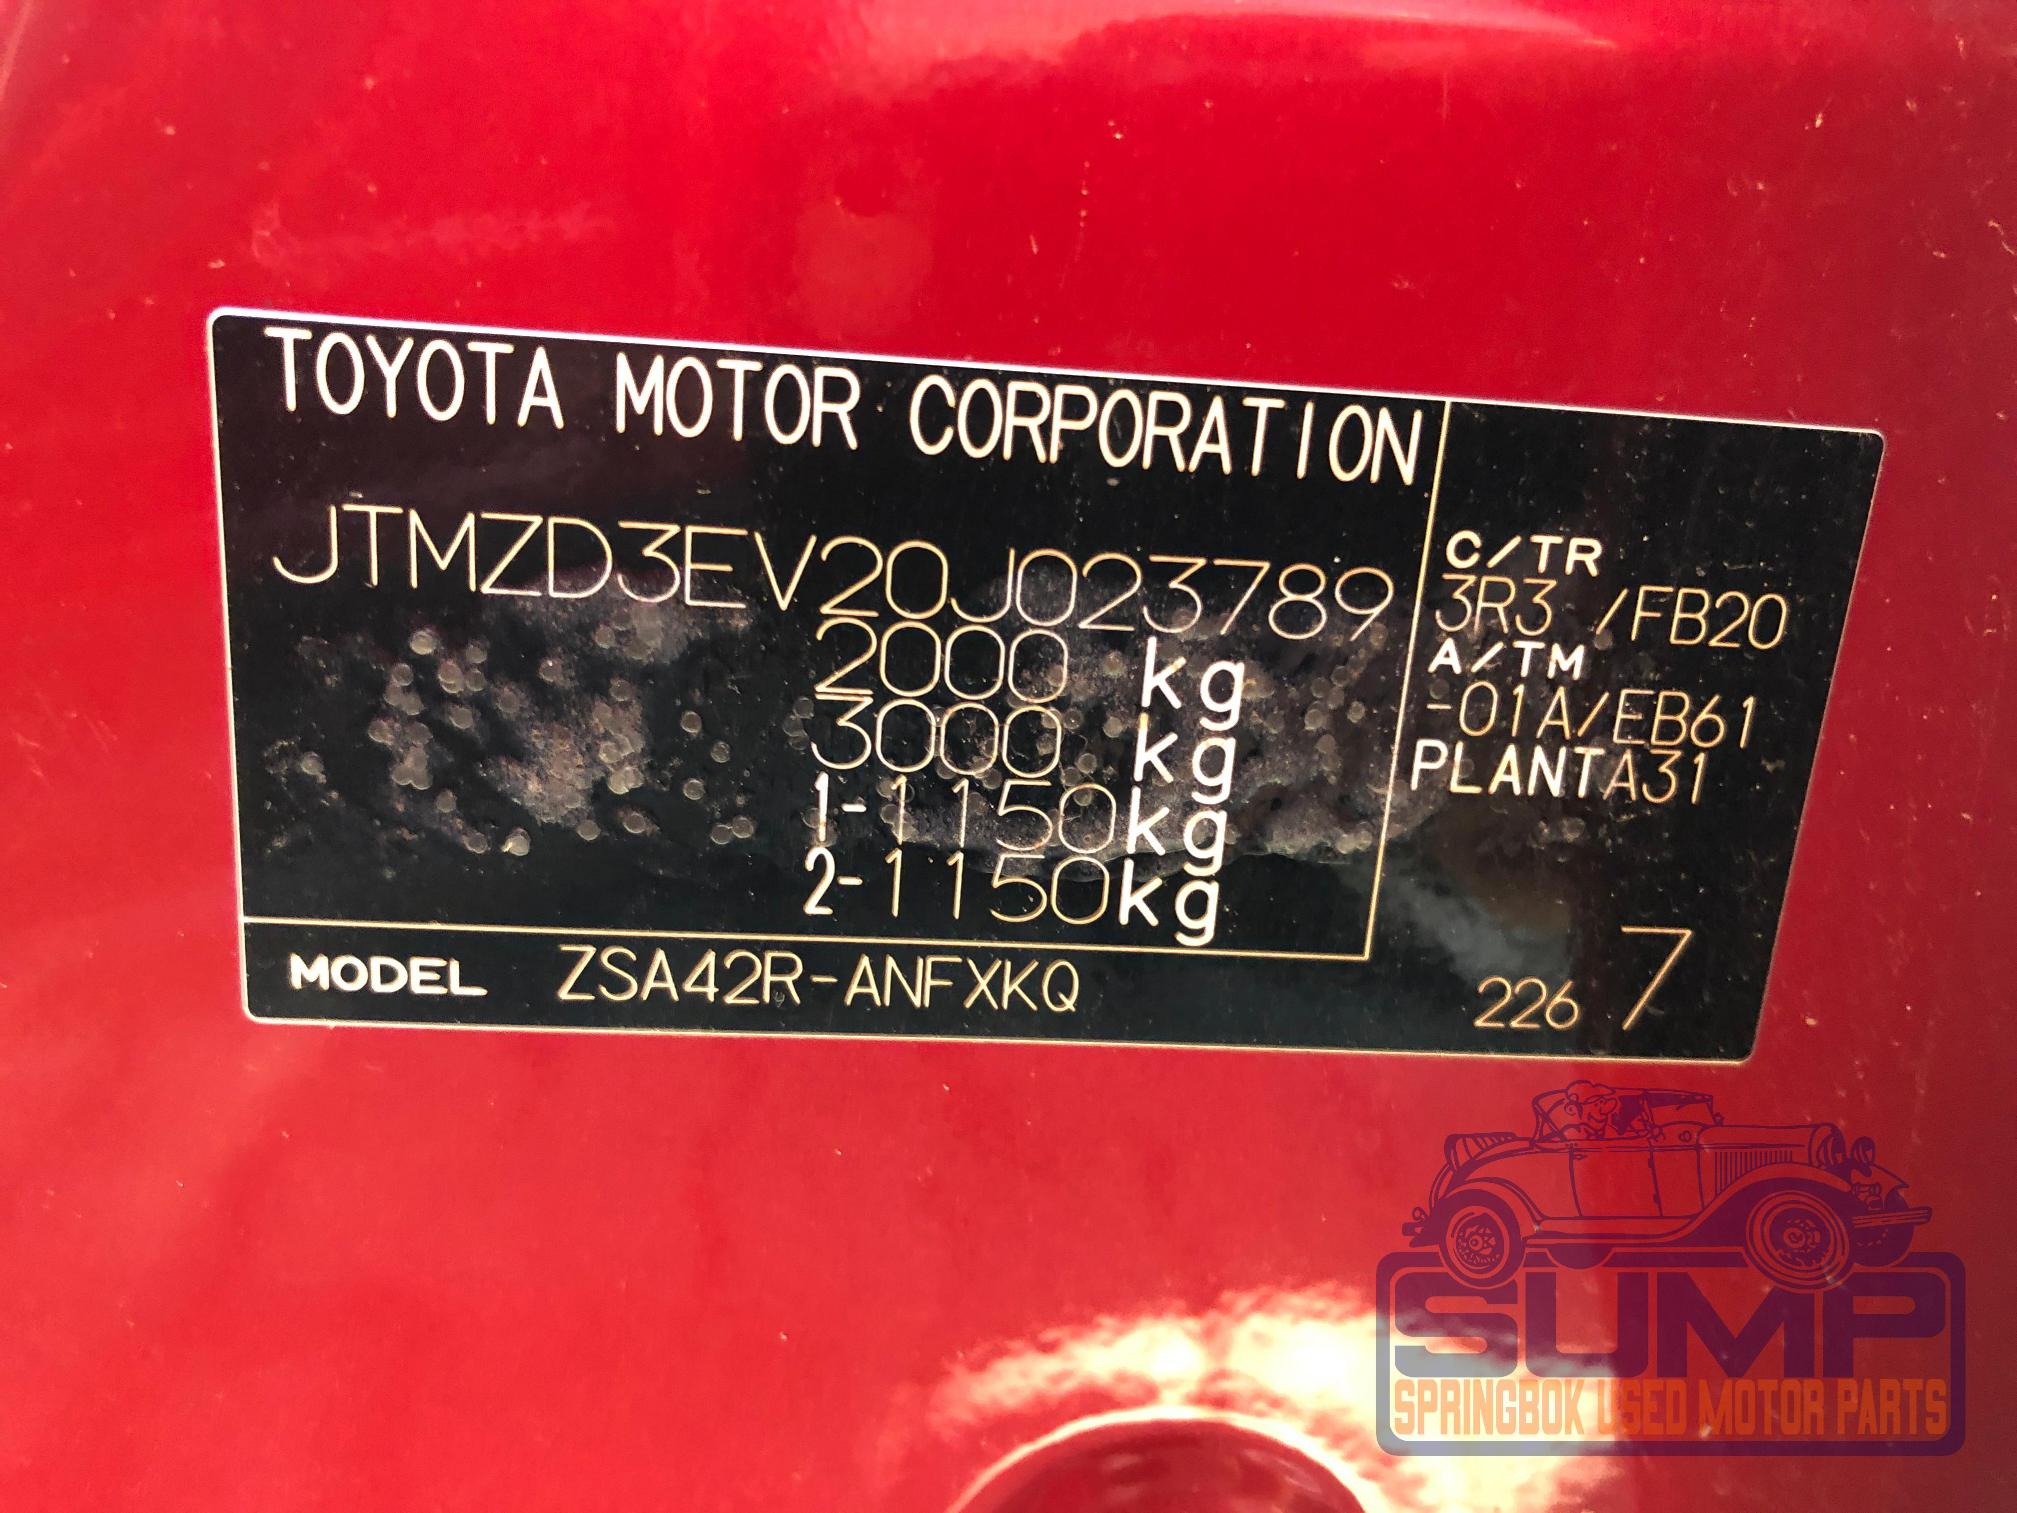 TOYOTA MOTOR CORPORATION
JTMZD3EV20J023789
2000 kg
3000 kg
1-1150kg
2-1150kg
MODEL ZSA42R-ANFXKQ
C/TR
3R3 /FB20
A/TM
-01A/EB61
PLANTA31
226 7
SUMP
SPRINGBOK USED MOTOR PARTS